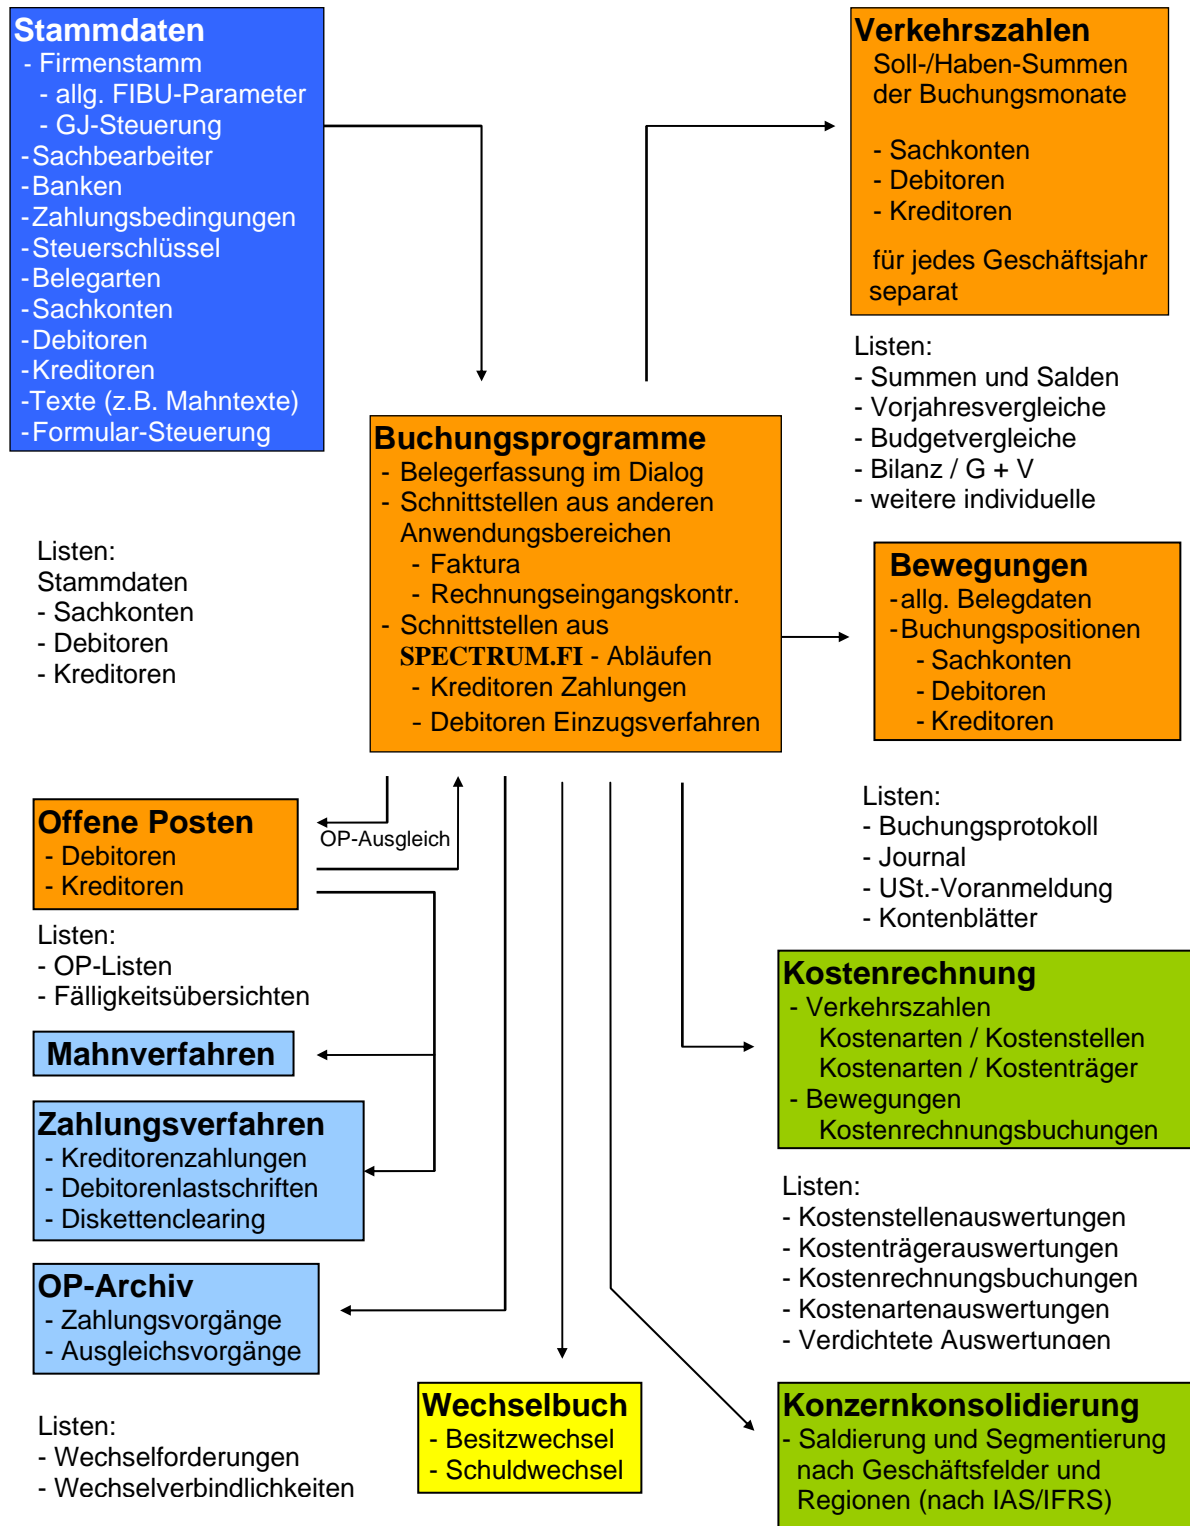 Stammdaten
- Firmenstamm
- allg. FIBU-Parameter
- GJ-Steuerung
-Sachbearbeiter
-Banken
-Zahlungsbedingungen
-Steuerschlüssel
-Belegarten
-Sachkonten
-Debitoren
-Kreditoren
-Texte (z.B. Mahntexte)
-Formular-Steuerung
Listen:
Stammdaten
- Sachkonten
- Debitoren
- Kreditoren
Verkehrszahlen
Soll-/Haben-Summen
der Buchungsmonate
- Sachkonten
- Debitoren
- Kreditoren
für jedes Geschäftsjahr
separat
Listen:
- Summen und Salden
- Vorjahresvergleiche
- Budgetvergleiche
- Bilanz / G + V
- weitere individuelle
Buchungsprogramme
- Belegerfassung im Dialog
- Schnittstellen aus anderen
Anwendungsbereichen
- Faktura
- Rechnungseingangskontr.
- Schnittstellen aus
SPECTRUM.FI - Abläufen
- Kreditoren Zahlungen
- Debitoren Einzugsverfahren
Bewegungen
-allg. Belegdaten
-Buchungspositionen
- Sachkonten
- Debitoren
- Kreditoren
Listen:
- Buchungsprotokoll
- Journal
- USt.-Voranmeldung
- Kontenblätter
Offene Posten
- Debitoren
- Kreditoren
OP-Ausgleich
Listen:
- OP-Listen
- Fälligkeitsübersichten
Mahnverfahren
Zahlungsverfahren
- Kreditorenzahlungen
- Debitorenlastschriften
- Diskettenclearing
OP-Archiv
- Zahlungsvorgänge
- Ausgleichsvorgänge
Listen:
- Wechselforderungen
- Wechselverbindlichkeiten
Wechselbuch
- Besitzwechsel
- Schuldwechsel
Kostenrechnung
- Verkehrszahlen
Kostenarten / Kostenstellen
Kostenarten / Kostenträger
- Bewegungen
Kostenrechnungsbuchungen
Listen:
- Kostenstellenauswertungen
- Kostenträgerauswertungen
- Kostenrechnungsbuchungen
- Kostenartenauswertungen
- Verdichtete Auswertungen
Konzernkonsolidierung
- Saldierung und Segmentierung
nach Geschäftsfelder und
Regionen (nach IAS/IFRS)